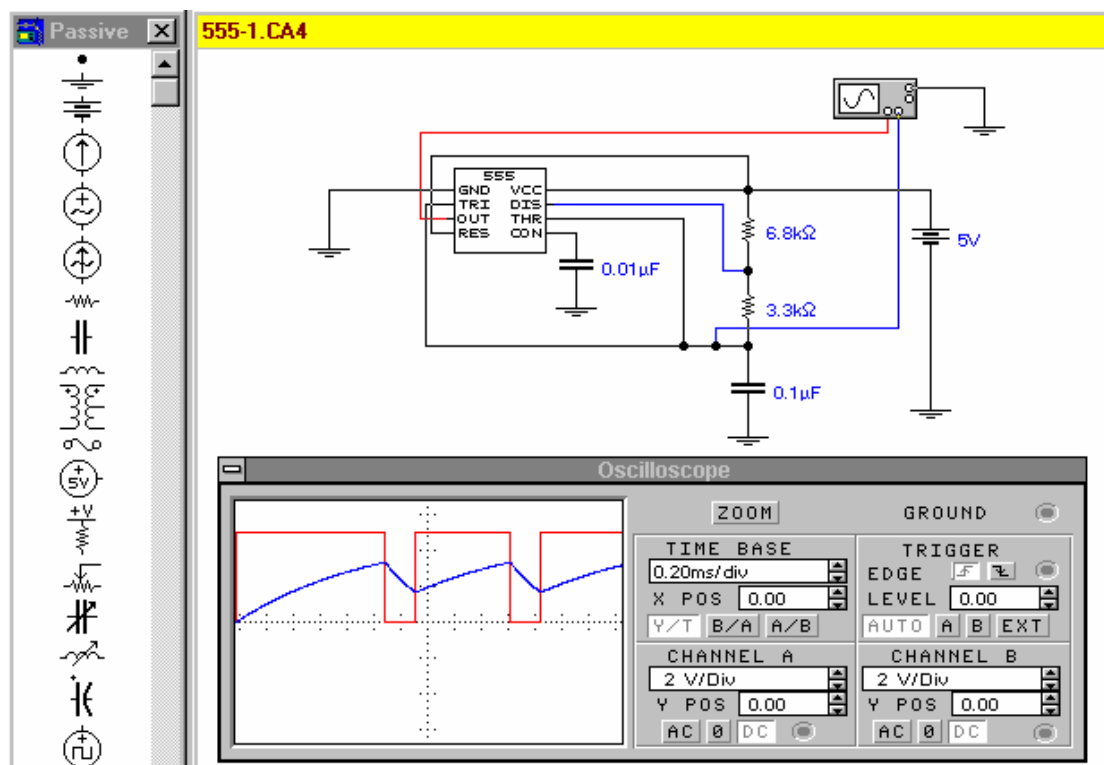 Passive
555-1.CA4
555
GND VCC
TRI DIS
OUT THR
RES CON
6.8kΩ
5V
0.01µF
3.3kΩ
0.1µF
+
5V
+V
+
+
Oscilloscope
ZOOM
GROUND
TIME BASE
0.20ms/div
X POS 0.00
Y/T B/A A/B
TRIGGER
EDGE
LEVEL 0.00
AUTO A B EXT
CHANNEL A
2 V/Div
Y POS 0.00
AC 0 DC
CHANNEL B
2 V/Div
Y POS 0.00
AC 0 DC